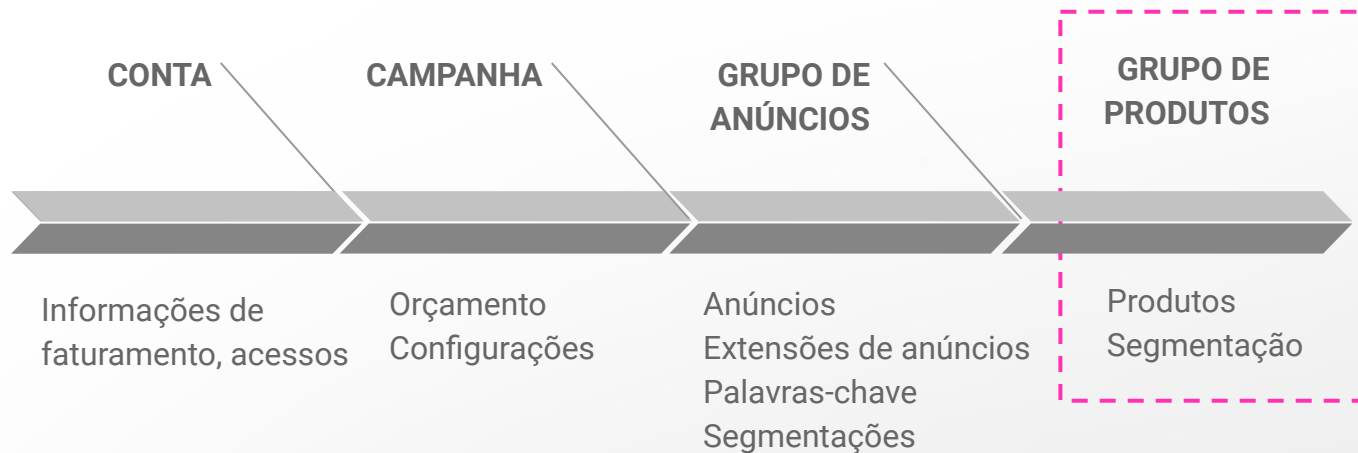 CONTA
CAMPANHA
GRUPO DE
ANÚNCIOS
GRUPO DE
PRODUTOS
Informações de
faturamento, acessos
Orçamento
Configurações
Anúncios
Extensões de anúncios
Palavras-chave
Segmentações
Produtos
Segmentação